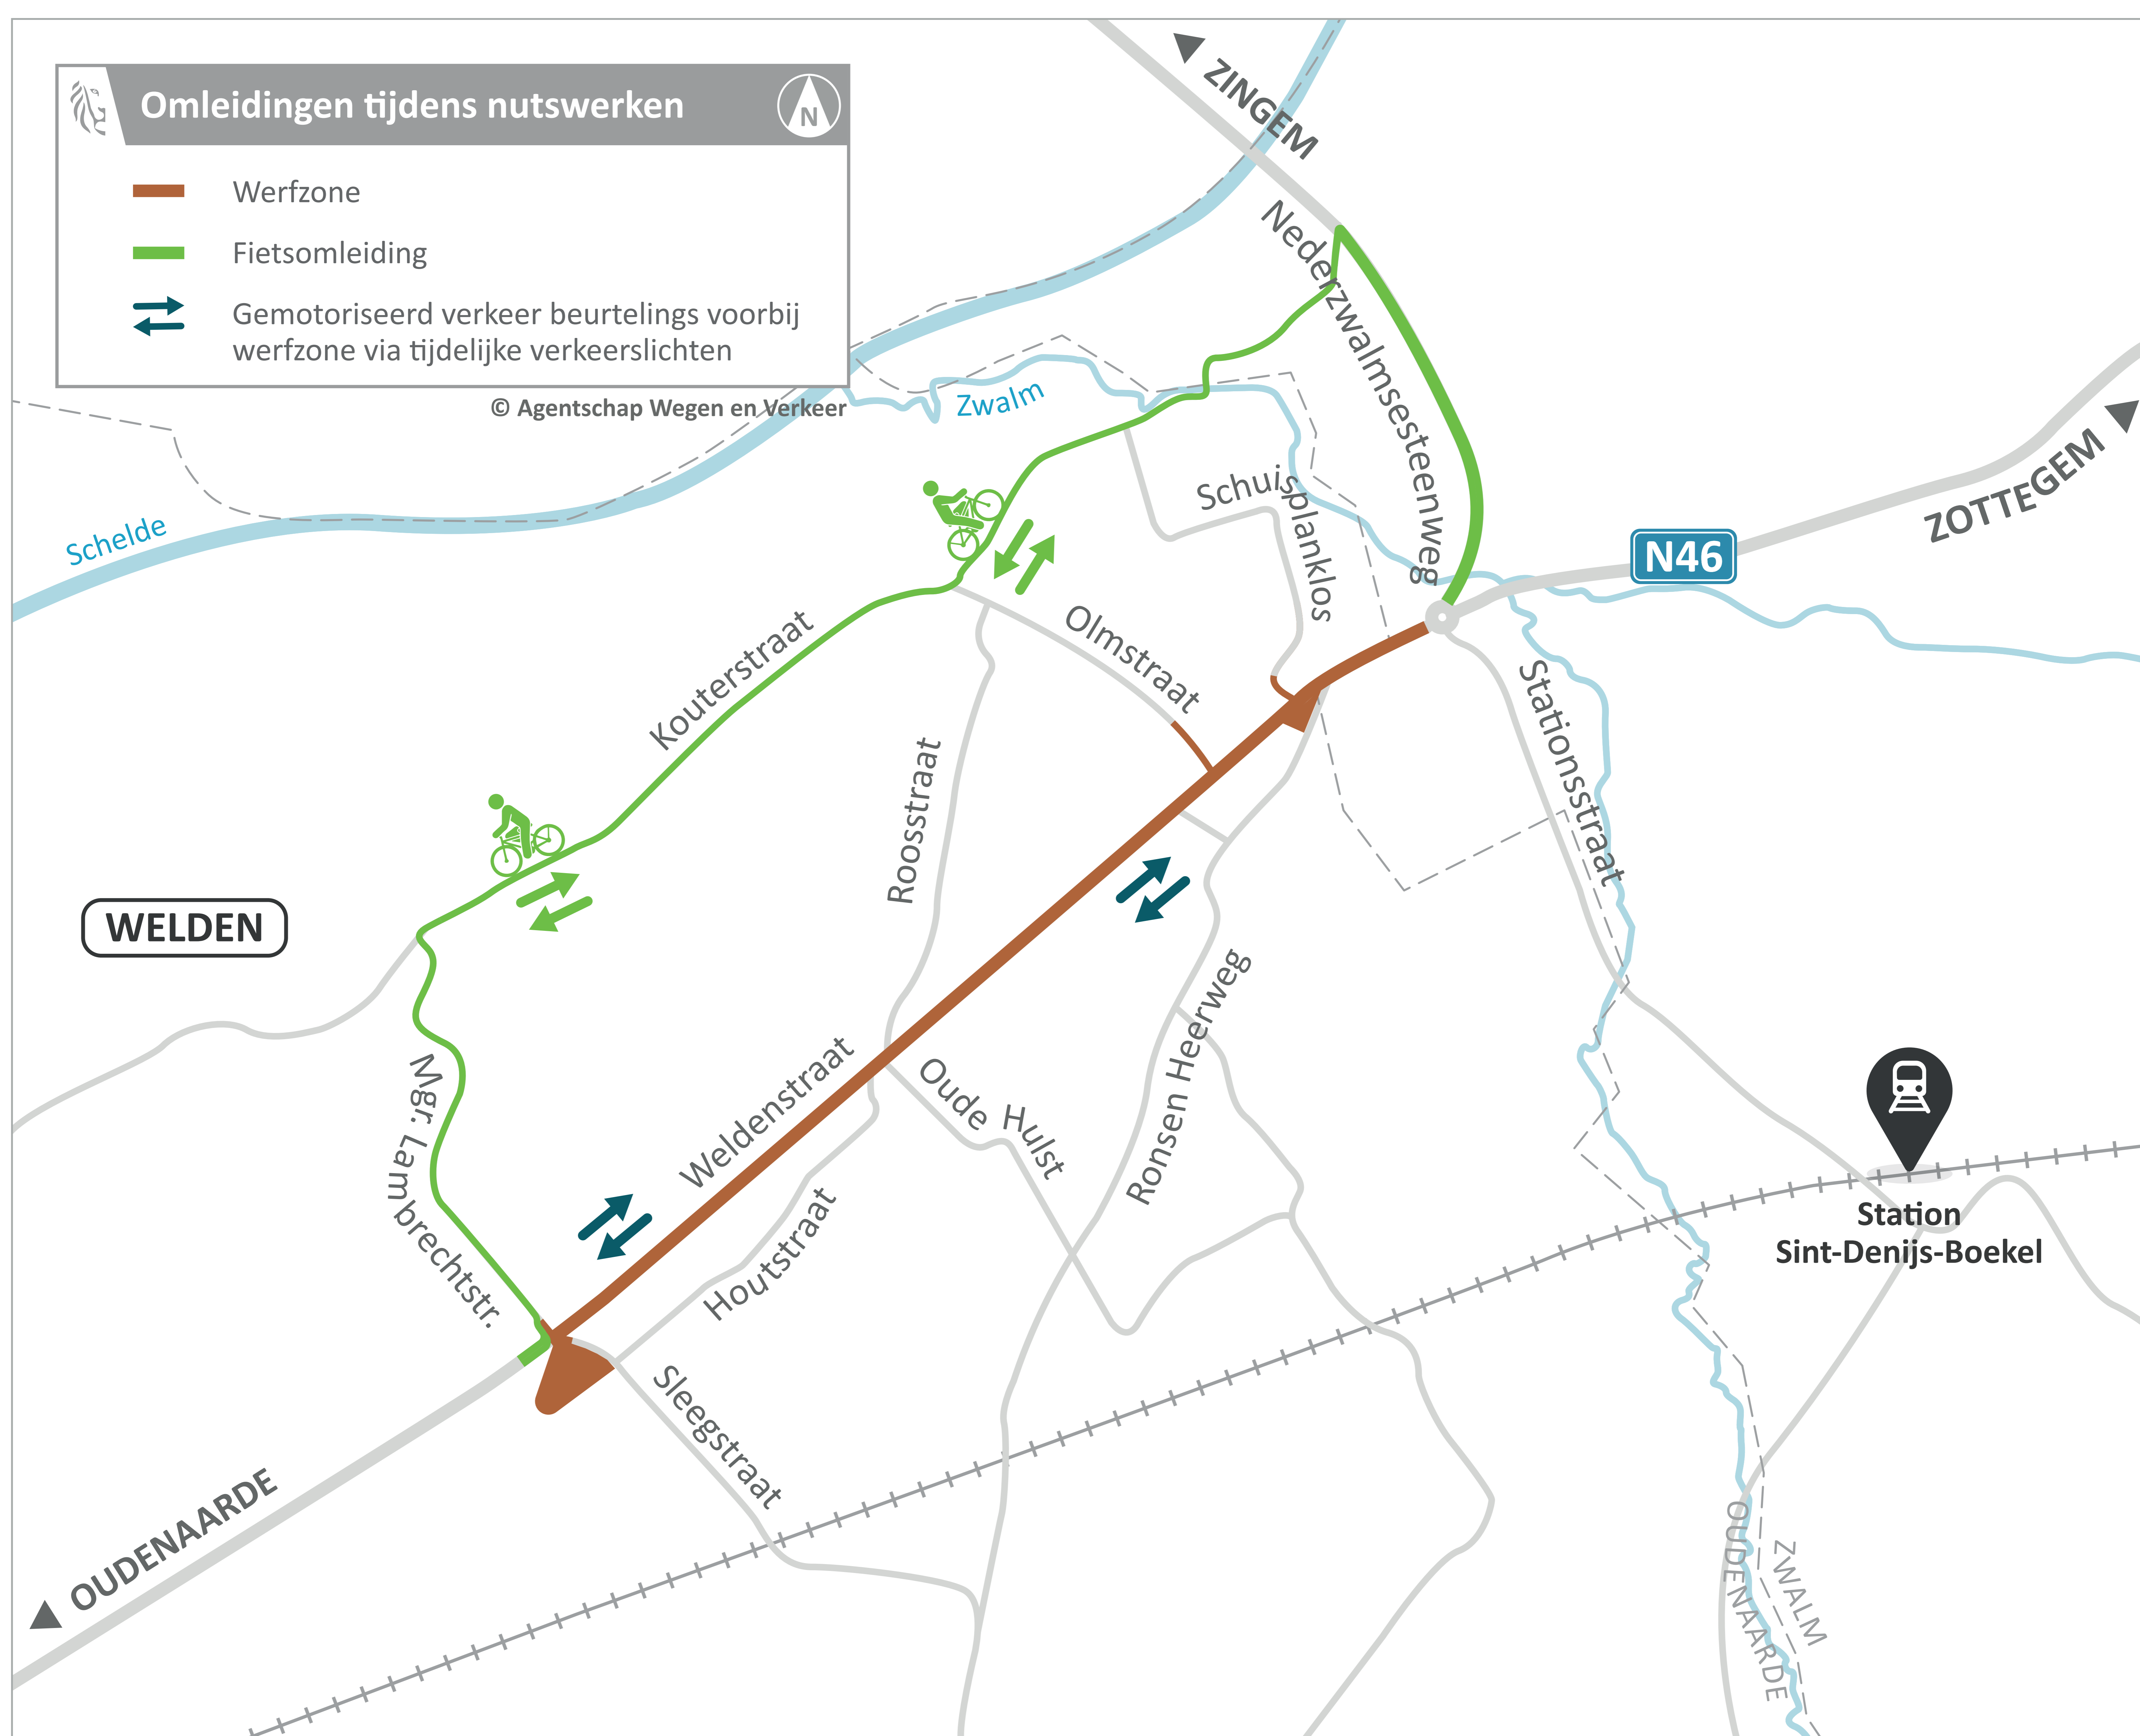 Omleidingen tijdens nutswerken
N
Werfzone
Fietsomleiding
Gemotoriseerd verkeer beurtelings voorbij
werfzone via tijdelijke verkeerslichten
© Agentschap Wegen en Verkeer
ZINGEM
Nederzwalmsesteenweg
Zwalm
Schelde
Schuisplanklos
ZOTTEGEM
N46
Olmstraat
Kouterstraat
Stationsstraat
Roosstraat
WELDEN
Ronsen Heerweg
Weldenstraat
Oude Hulst
Mgr. Lambrechtstr.
Houtstraat
Station
Sint-Denijs-Boekel
Sleegstraat
OUDENAARDE
OUDENAARDE
ZWALM